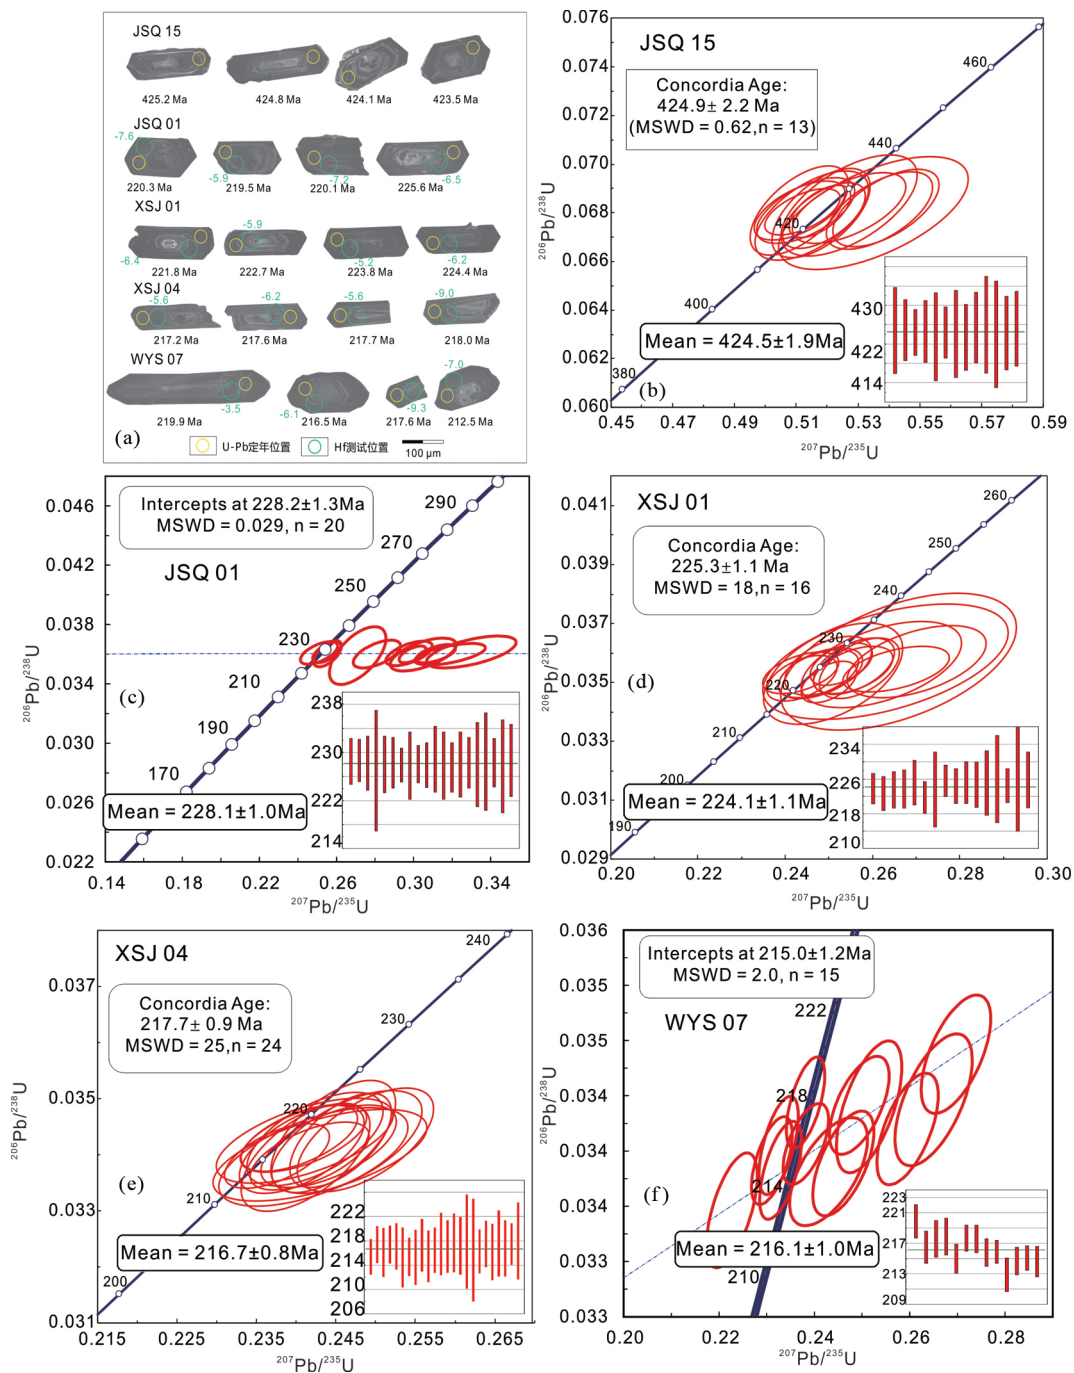 JSQ 15
425.2 Ma
424.8 Ma
424.1 Ma
423.5 Ma
JSQ 01
-7.6
-5.9
-7.2
-6.5
220.3 Ma
219.5 Ma
220.1 Ma
225.6 Ma
XSJ 01
-5.9
-6.4
-5.2
-6.2
221.8 Ma
222.7 Ma
223.8 Ma
224.4 Ma
XSJ 04
-5.6
-6.2
-5.6
-9.0
217.2 Ma
217.6 Ma
217.7 Ma
218.0 Ma
WYS 07
-7.0
-3.5
-6.1
-9.3
219.9 Ma
216.5 Ma
217.6 Ma
212.5 Ma
(a)
U-Pb定年位置
Hf测试位置
100 μm
0.076
0.074
0.072
0.070
0.068
0.066
0.064
0.062
0.060
206Pb/238U
JSQ 15
Concordia Age:
424.9± 2.2 Ma
(MSWD = 0.62,n = 13)
460
440
420
400
380
Mean = 424.5±1.9Ma
430
422
414
(b)
0.45
0.47
0.49
0.51
0.53
0.55
0.57
0.59
207Pb/235U
0.046
0.042
0.038
0.034
0.030
0.026
0.022
206Pb/238U
Intercepts at 228.2±1.3Ma
MSWD = 0.029, n = 20
JSQ 01
290
270
250
230
210
190
170
(c)
Mean = 228.1±1.0Ma
238
230
222
214
0.14
0.18
0.22
0.26
0.30
0.34
207Pb/235U
0.041
0.039
0.037
0.035
0.033
0.031
0.029
206Pb/238U
XSJ 01
Concordia Age:
225.3±1.1 Ma
MSWD = 18,n = 16
260
250
240
230
220
210
200
190
(d)
Mean = 224.1±1.1Ma
234
226
218
210
0.20
0.22
0.24
0.26
0.28
0.30
207Pb/235U
0.037
0.035
0.033
0.031
206Pb/238U
XSJ 04
Concordia Age:
217.7± 0.9 Ma
MSWD = 25,n = 24
240
230
220
210
200
(e)
Mean = 216.7±0.8Ma
222
218
214
210
206
0.215
0.225
0.235
0.245
0.255
0.265
207Pb/235U
0.036
0.035
0.035
0.034
0.034
0.034
0.033
0.033
206Pb/238U
Intercepts at 215.0±1.2Ma
MSWD = 2.0, n = 15
WYS 07
222
218
214
210
(f)
Mean = 216.1±1.0Ma
223
221
217
213
209
0.20
0.22
0.24
0.26
0.28
207Pb/235U